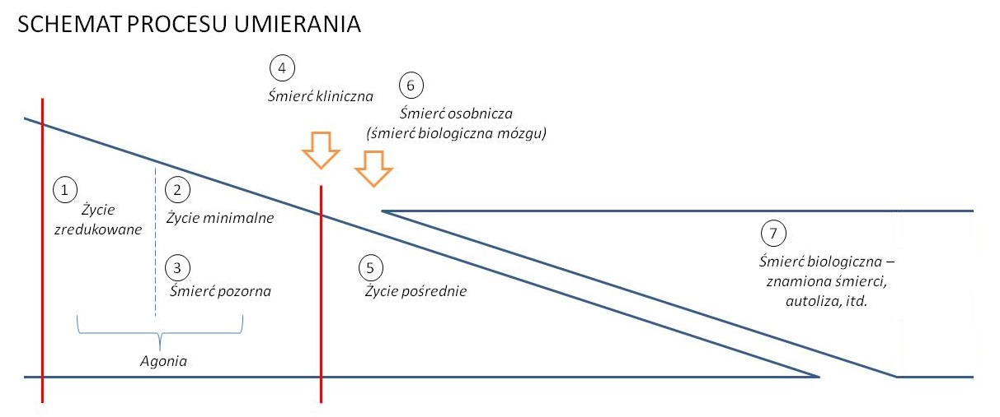 SCHEMAT PROCESU UMIERANIA
4
Śmierć kliniczna
6
Śmierć osobnicza
(śmierć biologiczna mózgu)
1
Życie
zredukowane
2
Życie minimalne
3
Śmierć pozorna
Agonia
5
Życie pośrednie
7
Śmierć biologiczna –
znamiona śmierci,
autoliza, itd.